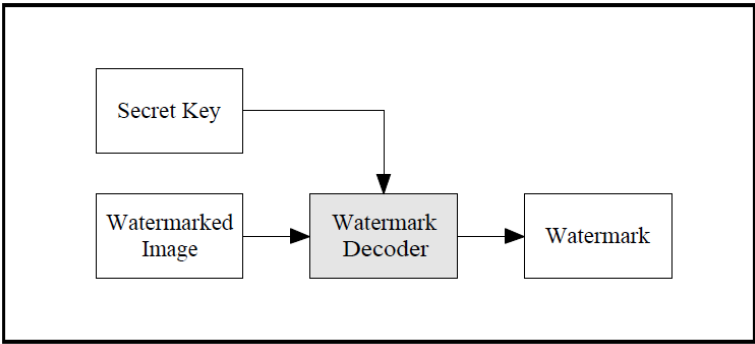 Secret Key
Watermarked
Image
Watermark
Decoder
Watermark